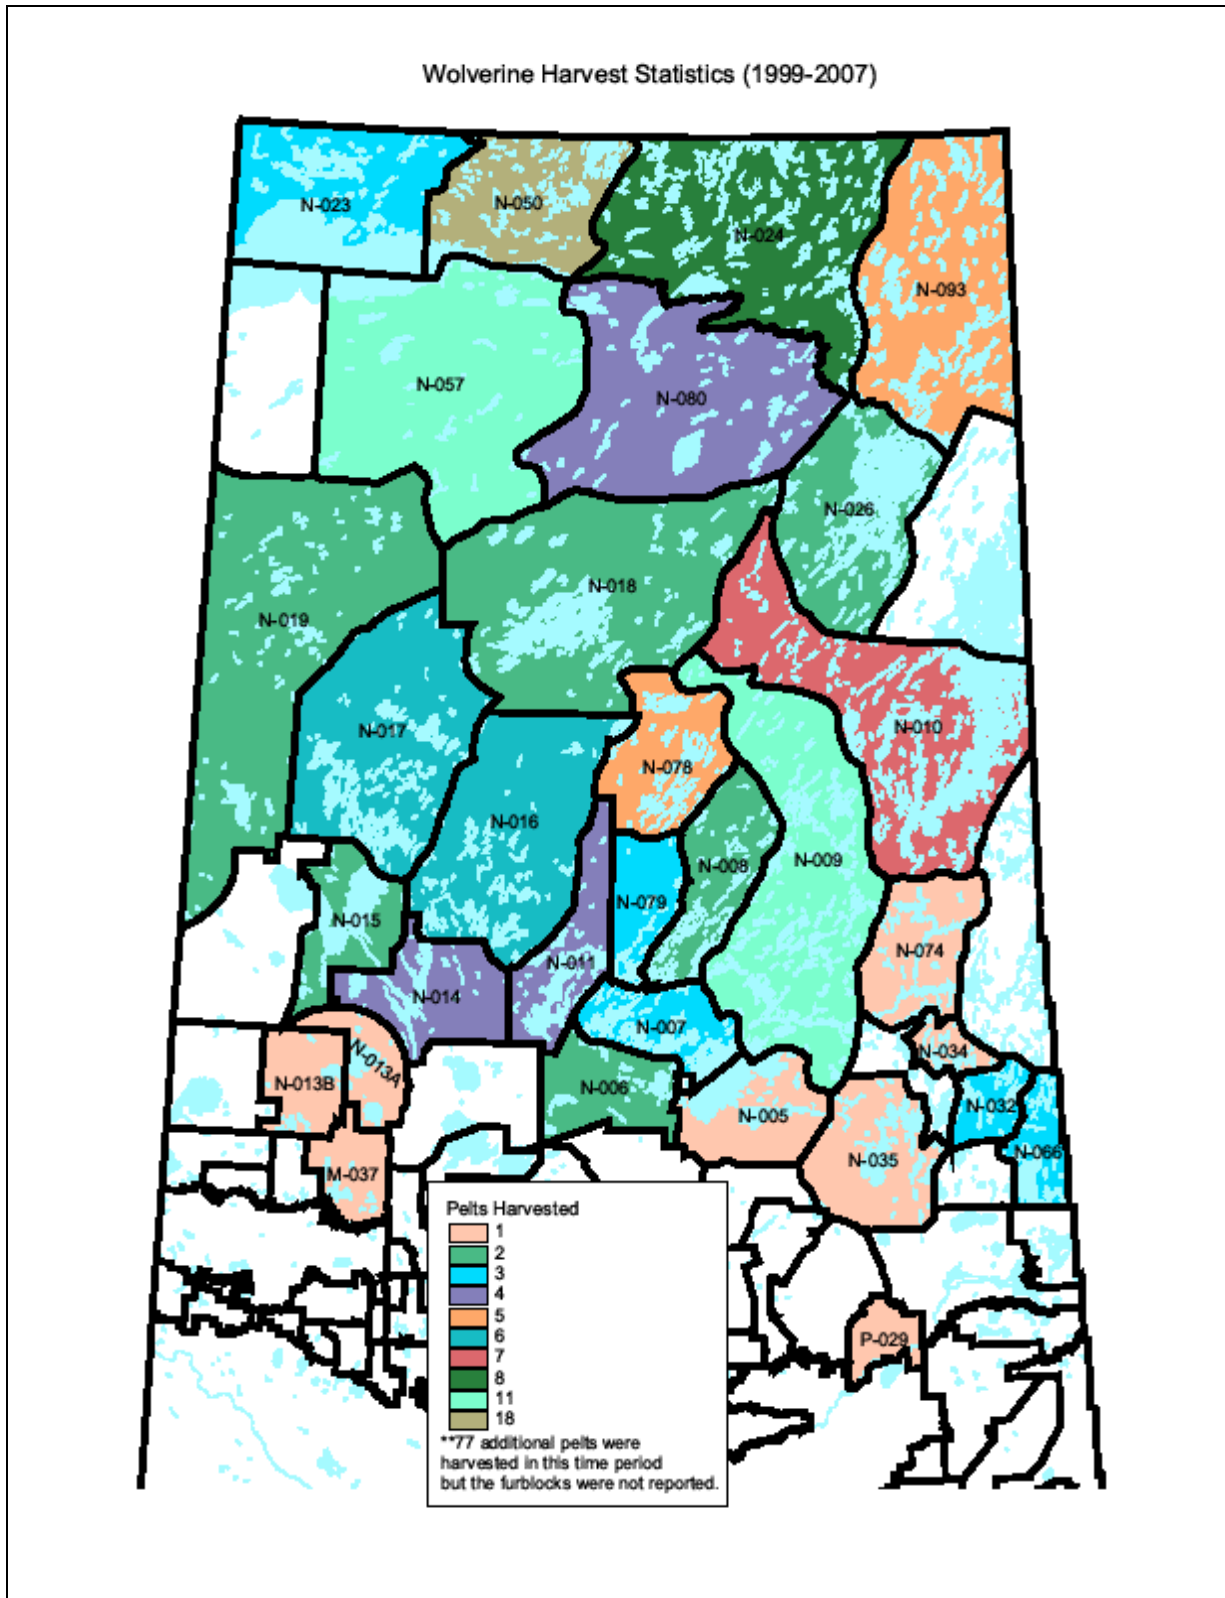 Wolverine Harvest Statistics (1999-2007)
N-023
N-050
N-024
N-093
N-057
N-080
N-026
N-018
N-019
N-017
N-010
N-078
N-016
N-009
N-008
N-079
N-015
N-074
N-011
N-014
N-007
N-034
N-013A
N-013B
N-006
N-005
N-032
N-066
N-035
M-037
P-029
Pelts Harvested
1
2
3
4
5
6
7
8
11
18
**77 additional pelts were
harvested in this time period
but the furblocks were not reported.